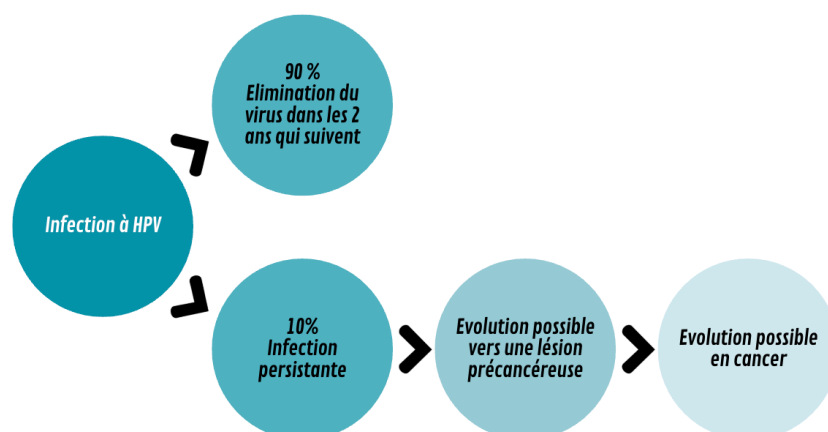 90 %
Elimination du
virus dans les 2
ans qui suivent
Infection à HPV
10%
Infection
persistante
Evolution possible
vers une lésion
précancéreuse
Evolution possible
en cancer